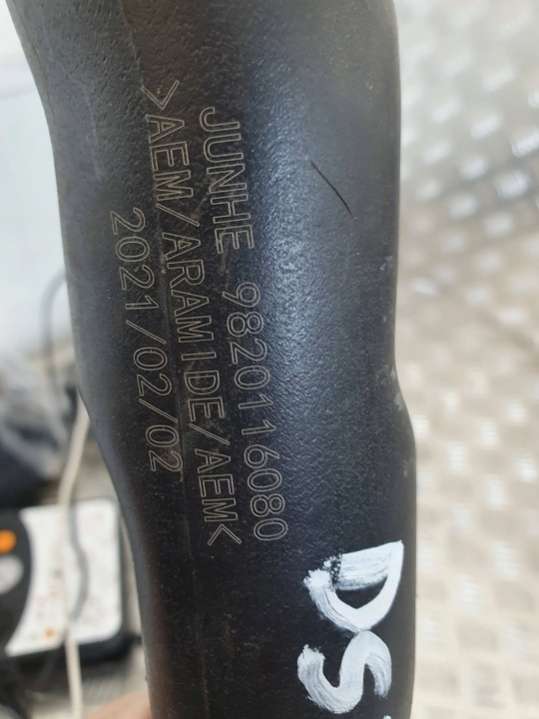 JUNHE 9820116080
>AEM/ARAMIDE/AEM<
2021/02/02
DS